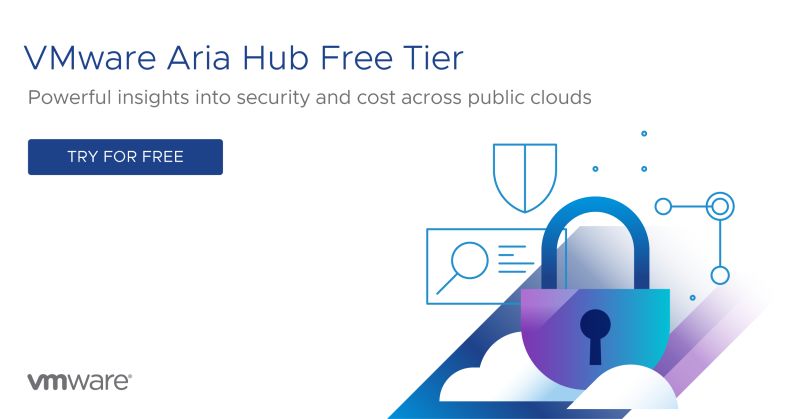 VMware Aria Hub Free Tier
Powerful insights into security and cost across public clouds
TRY FOR FREE
vmware®